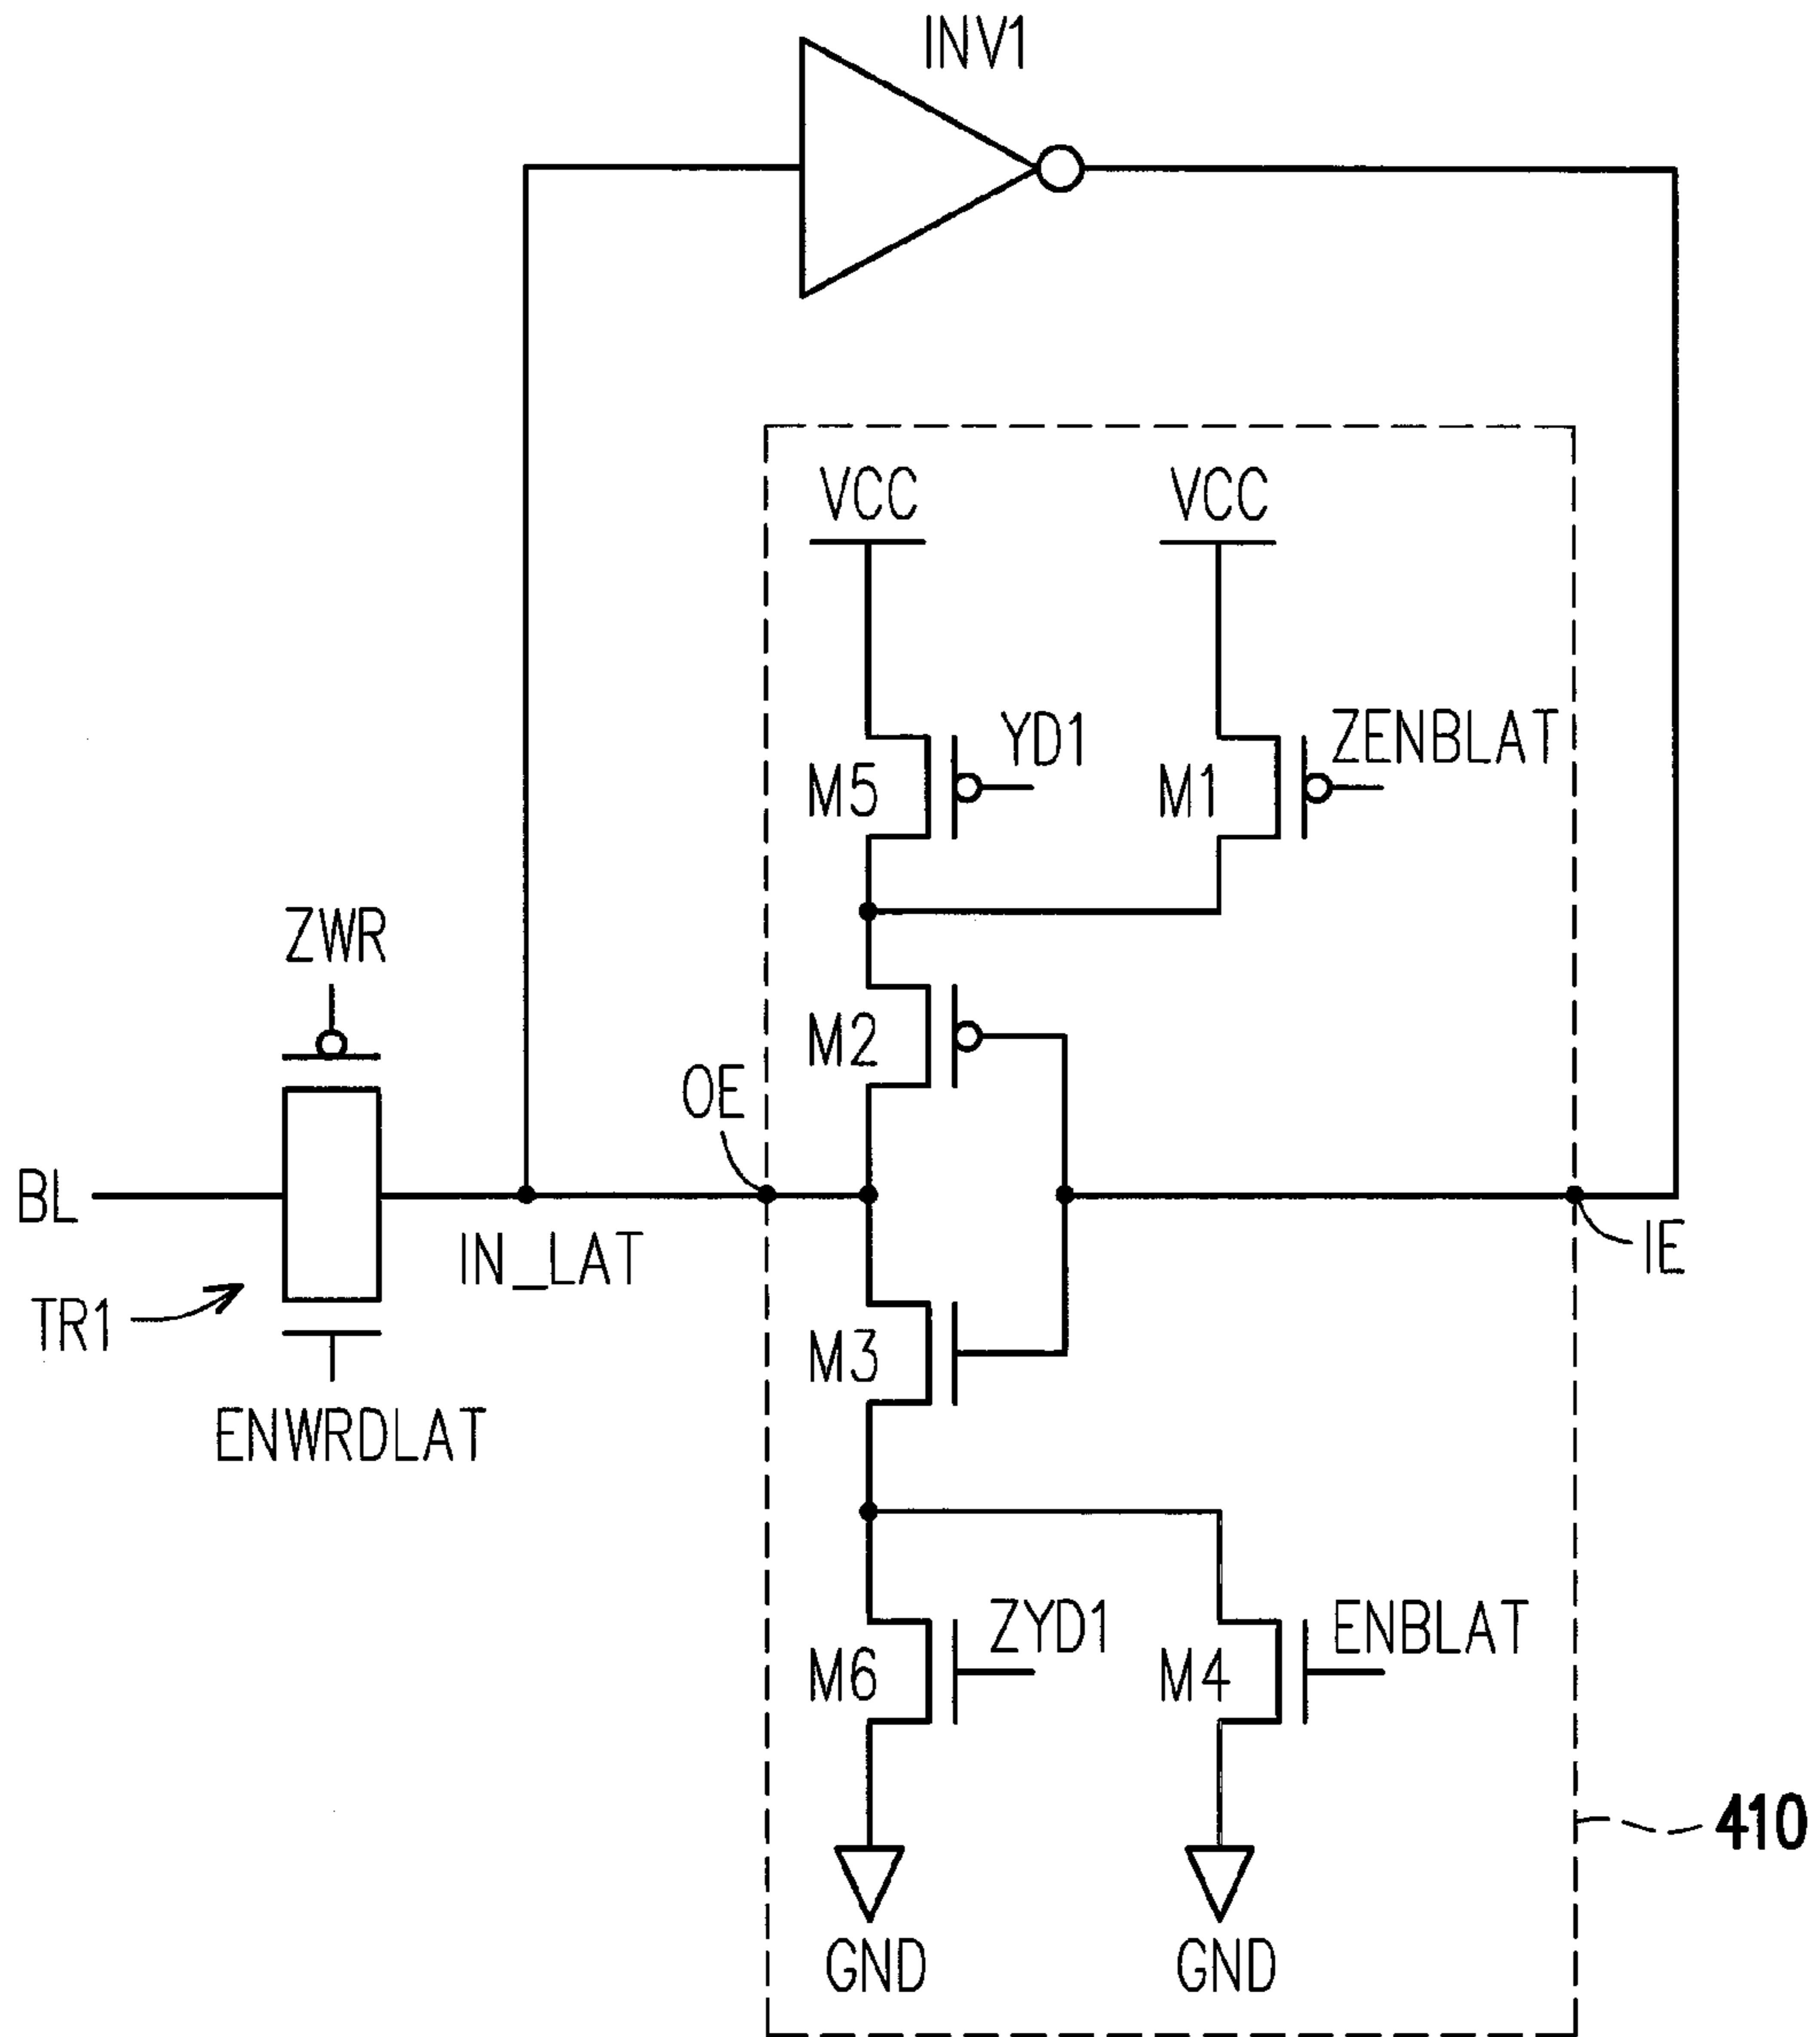 INV1
VCC
VCC
YD1
ZENBLAT
M5
M1
ZWR
M2
OE
BL
IN_LAT
IE
TR1
M3
ENWRDLAT
ZYD1
ENBLAT
M6
M4
410
GND
GND